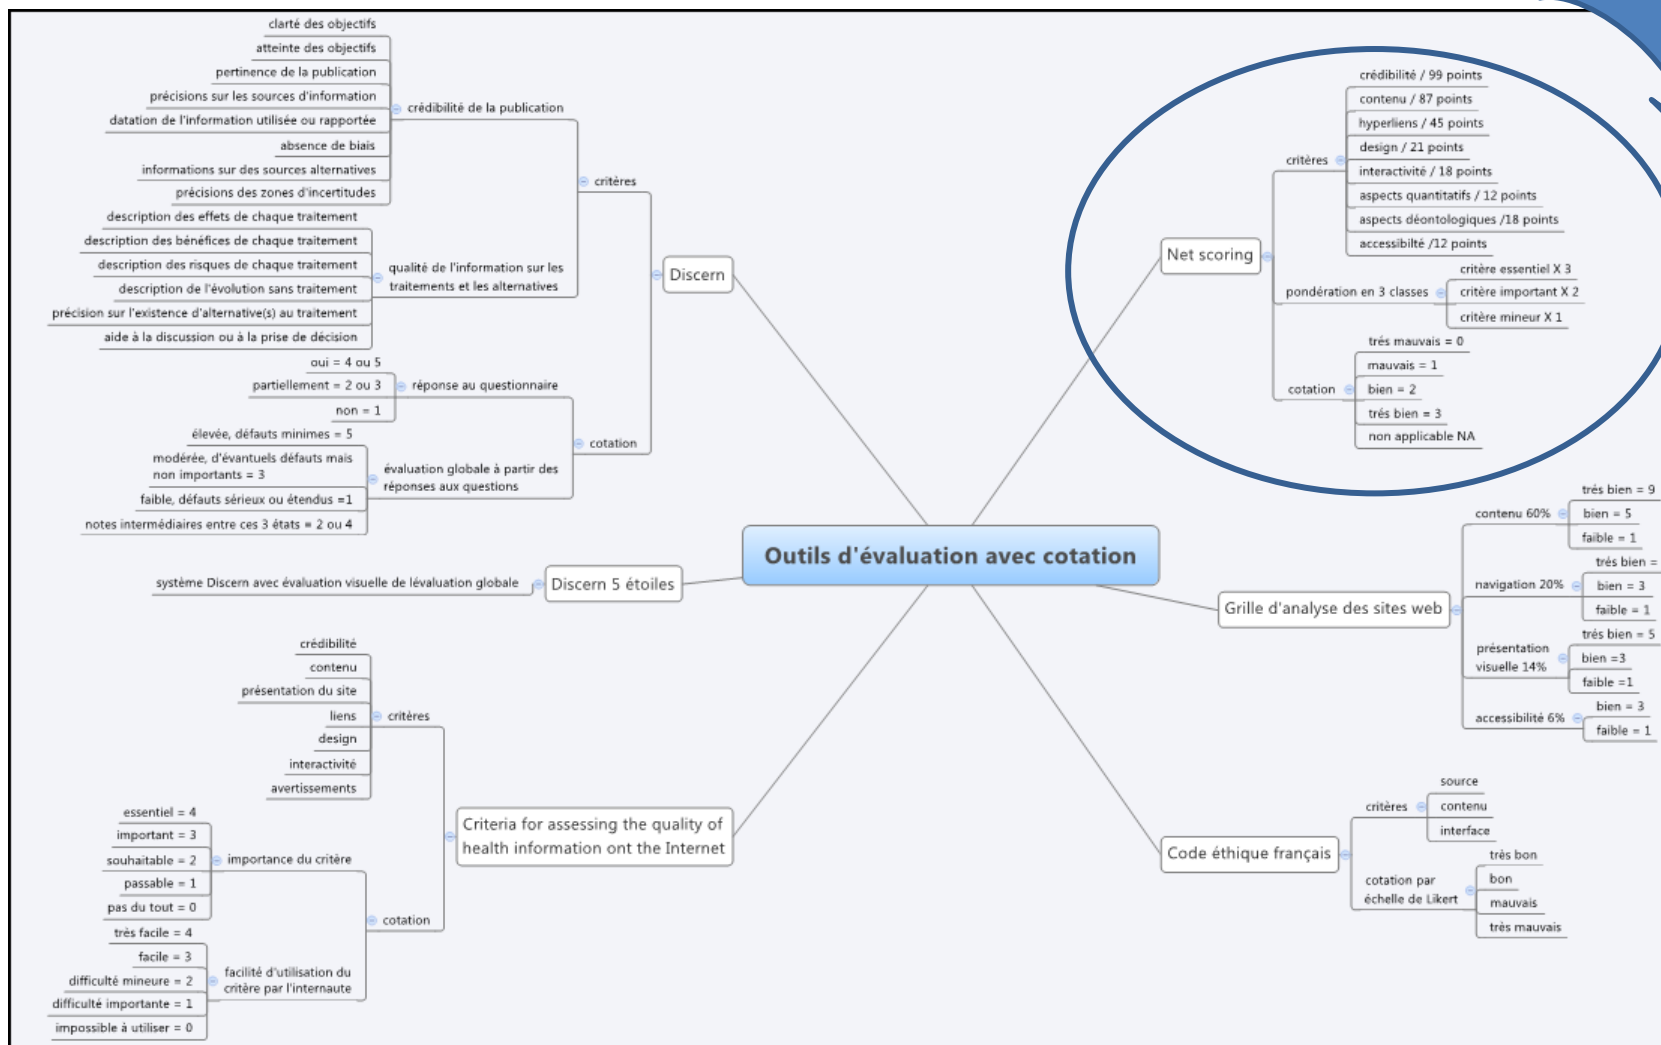 clarté des objectifs
atteinte des objectifs
pertinence de la publication
précisions sur les sources d'information
datation de l'information utilisée ou rapportée
absence de biais
informations sur des sources alternatives
précisions des zones d'incertitudes
crédibilité de la publication
description des effets de chaque traitement
description des bénéfices de chaque traitement
description des risques de chaque traitement
description de l'évolution sans traitement
précision sur l'existence d'alternative(s) au traitement
aide à la discussion ou à la prise de décision
qualité de l'information sur les
traitements et les alternatives
critères
oui = 4 ou 5
partiellement = 2 ou 3
non = 1
réponse au questionnaire
élevée, défauts minimes = 5
modérée, d'évantuels défauts mais
non importants = 3
faible, défauts sérieux ou étendus =1
notes intermédiaires entre ces 3 états = 2 ou 4
évaluation globale à partir des
réponses aux questions
cotation
Discern
système Discern avec évaluation visuelle de lévaluation globale
Discern 5 étoiles
crédibilité
contenu
présentation du site
liens
design
interactivité
avertissements
critères
essentiel = 4
important = 3
souhaitable = 2
passable = 1
pas du tout = 0
importance du critère
très facile = 4
facile = 3
difficulté mineure = 2
difficulté importante = 1
impossible à utiliser = 0
facilité d'utilisation du
critère par l'internaute
cotation
Criteria for assessing the quality of
health information ont the Internet
Outils d'évaluation avec cotation
Net scoring
critères
crédibilité / 99 points
contenu / 87 points
hyperliens / 45 points
design / 21 points
interactivité / 18 points
aspects quantitatifs / 12 points
aspects déontologiques /18 points
accessibilté /12 points
pondération en 3 classes
critère essentiel X 3
critère important X 2
critère mineur X 1
cotation
trés mauvais = 0
mauvais = 1
bien = 2
trés bien = 3
non applicable NA
Grille d'analyse des sites web
contenu 60%
trés bien = 9
bien = 5
faible = 1
navigation 20%
trés bien =
bien = 3
faible = 1
présentation
visuelle 14%
trés bien = 5
bien =3
faible =1
accessibilité 6%
bien = 3
faible = 1
Code éthique français
critères
source
contenu
interface
cotation par
échelle de Likert
très bon
bon
mauvais
très mauvais